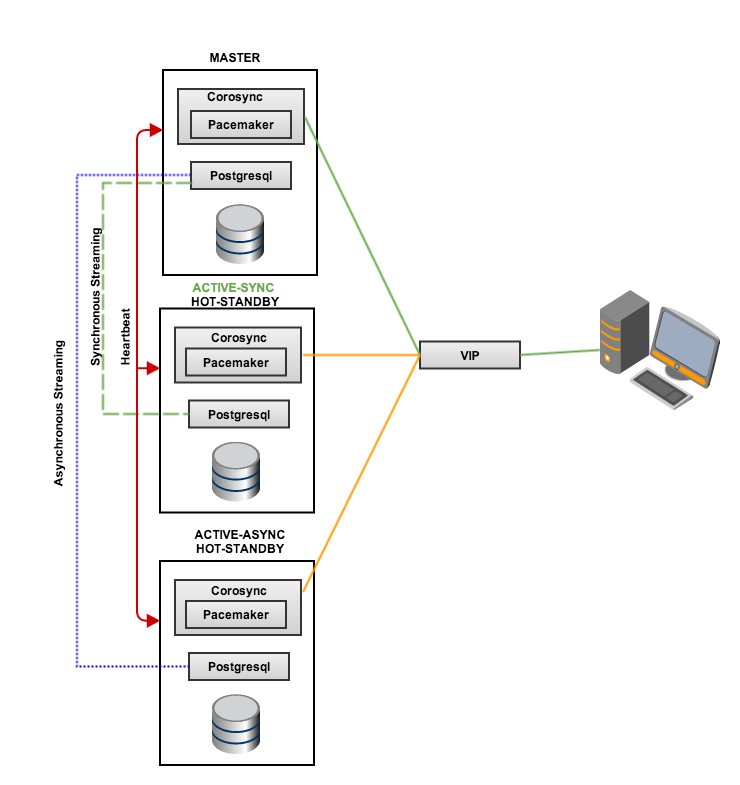 MASTER
Corosync
Pacemaker
Postgresql
ACTIVE-SYNC
HOT-STANDBY
Corosync
Pacemaker
Postgresql
ACTIVE-ASYNC
HOT-STANDBY
Corosync
Pacemaker
Postgresql
Asynchronous Streaming
Synchronous Streaming
Heartbeat
VIP